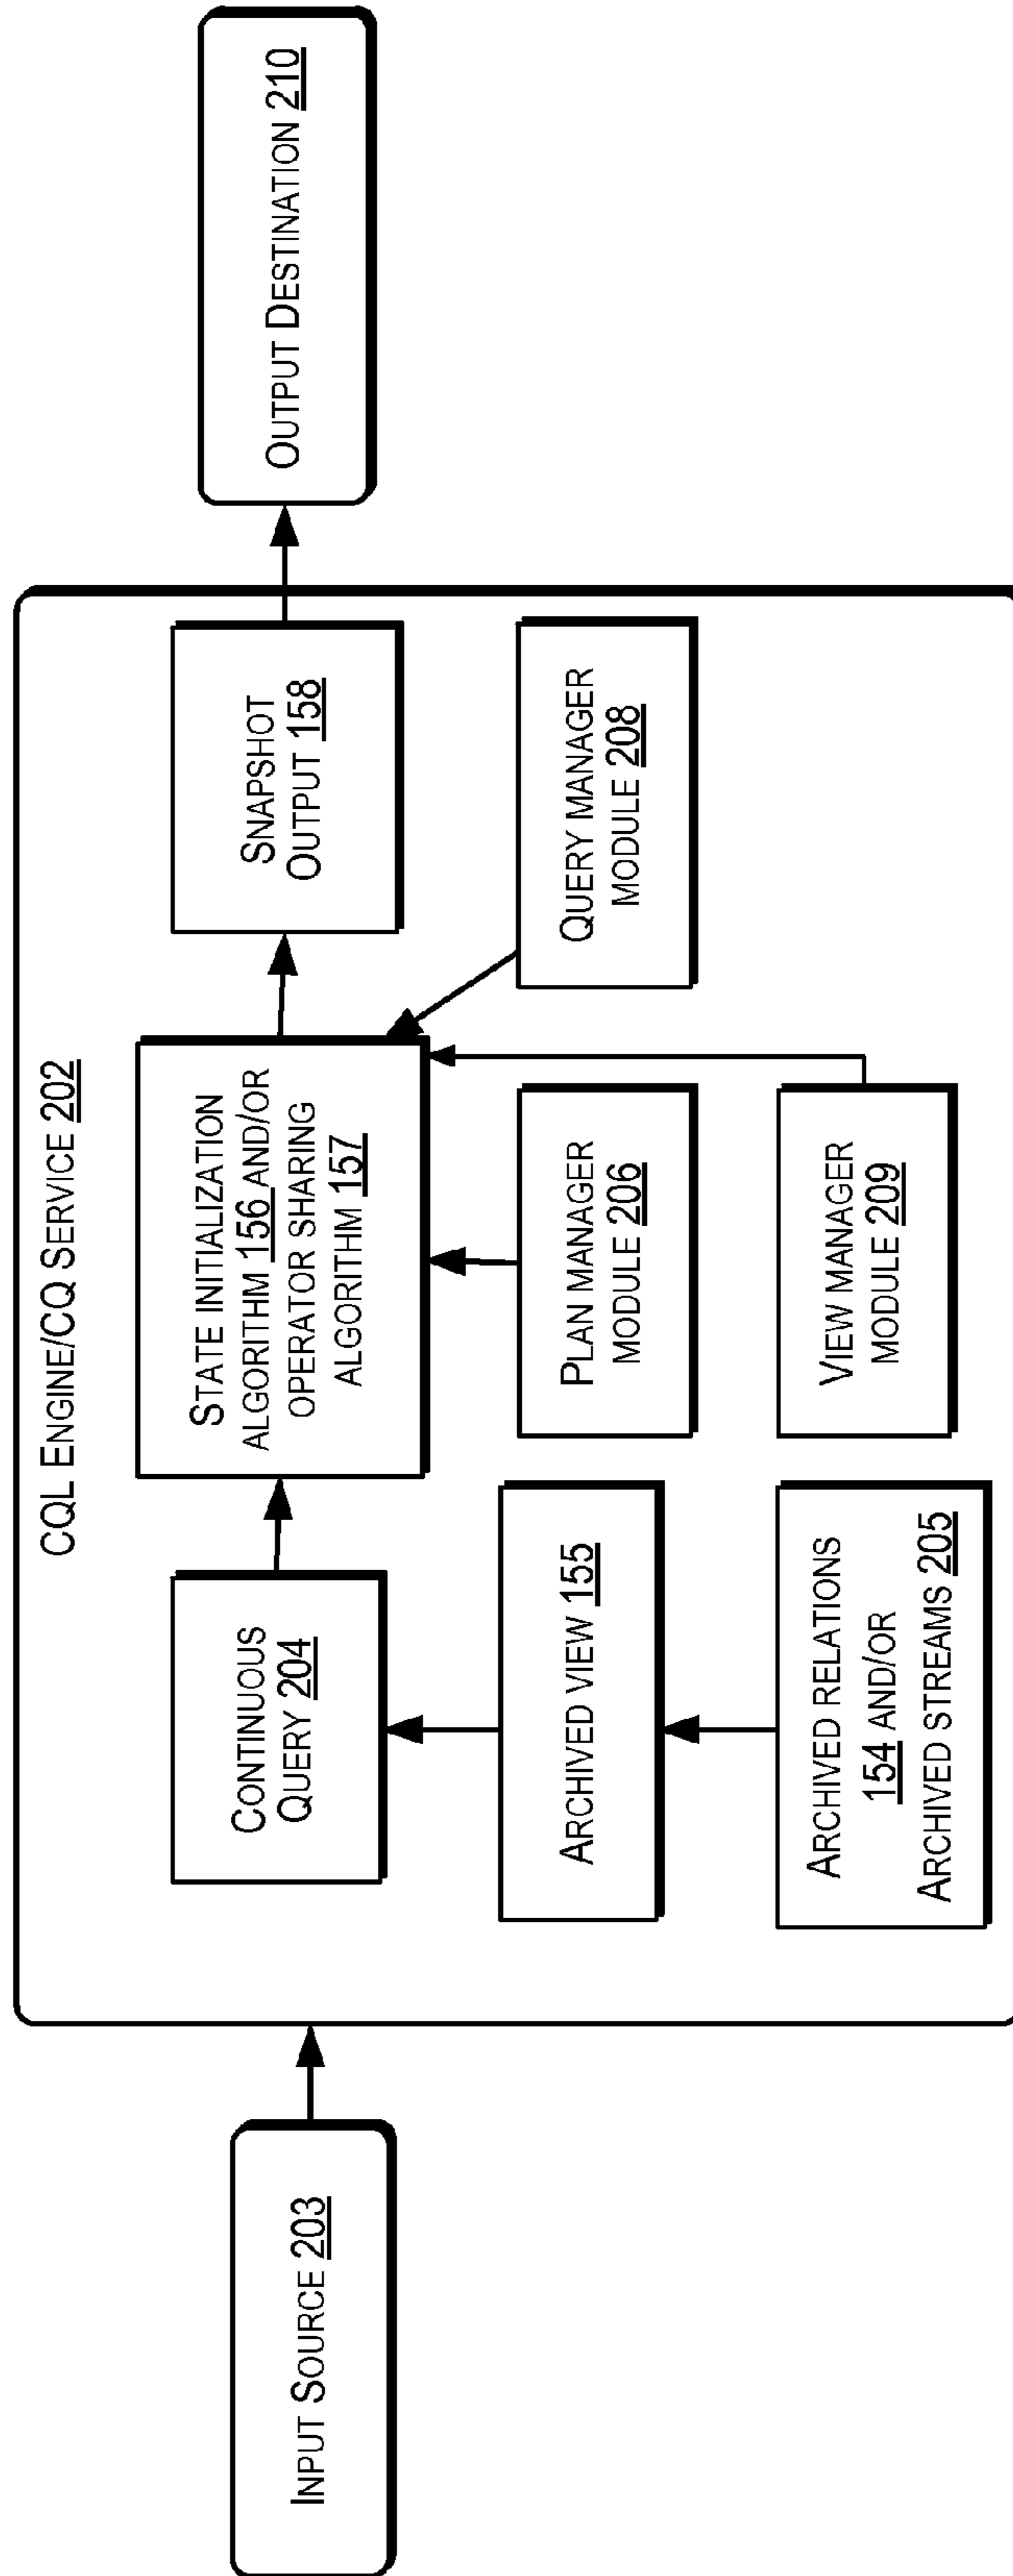 CQL ENGINE/CQ SERVICE 202
INPUT SOURCE 203
CONTINUOUS
QUERY 204
STATE INITIALIZATION
ALGORITHM 156 AND/OR
OPERATOR SHARING
ALGORITHM 157
SNAPSHOT
OUTPUT 158
OUTPUT DESTINATION 210
ARCHIVED VIEW 155
PLAN MANAGER
MODULE 206
QUERY MANAGER
MODULE 208
ARCHIVED RELATIONS
154 AND/OR
ARCHIVED STREAMS 205
VIEW MANAGER
MODULE 209